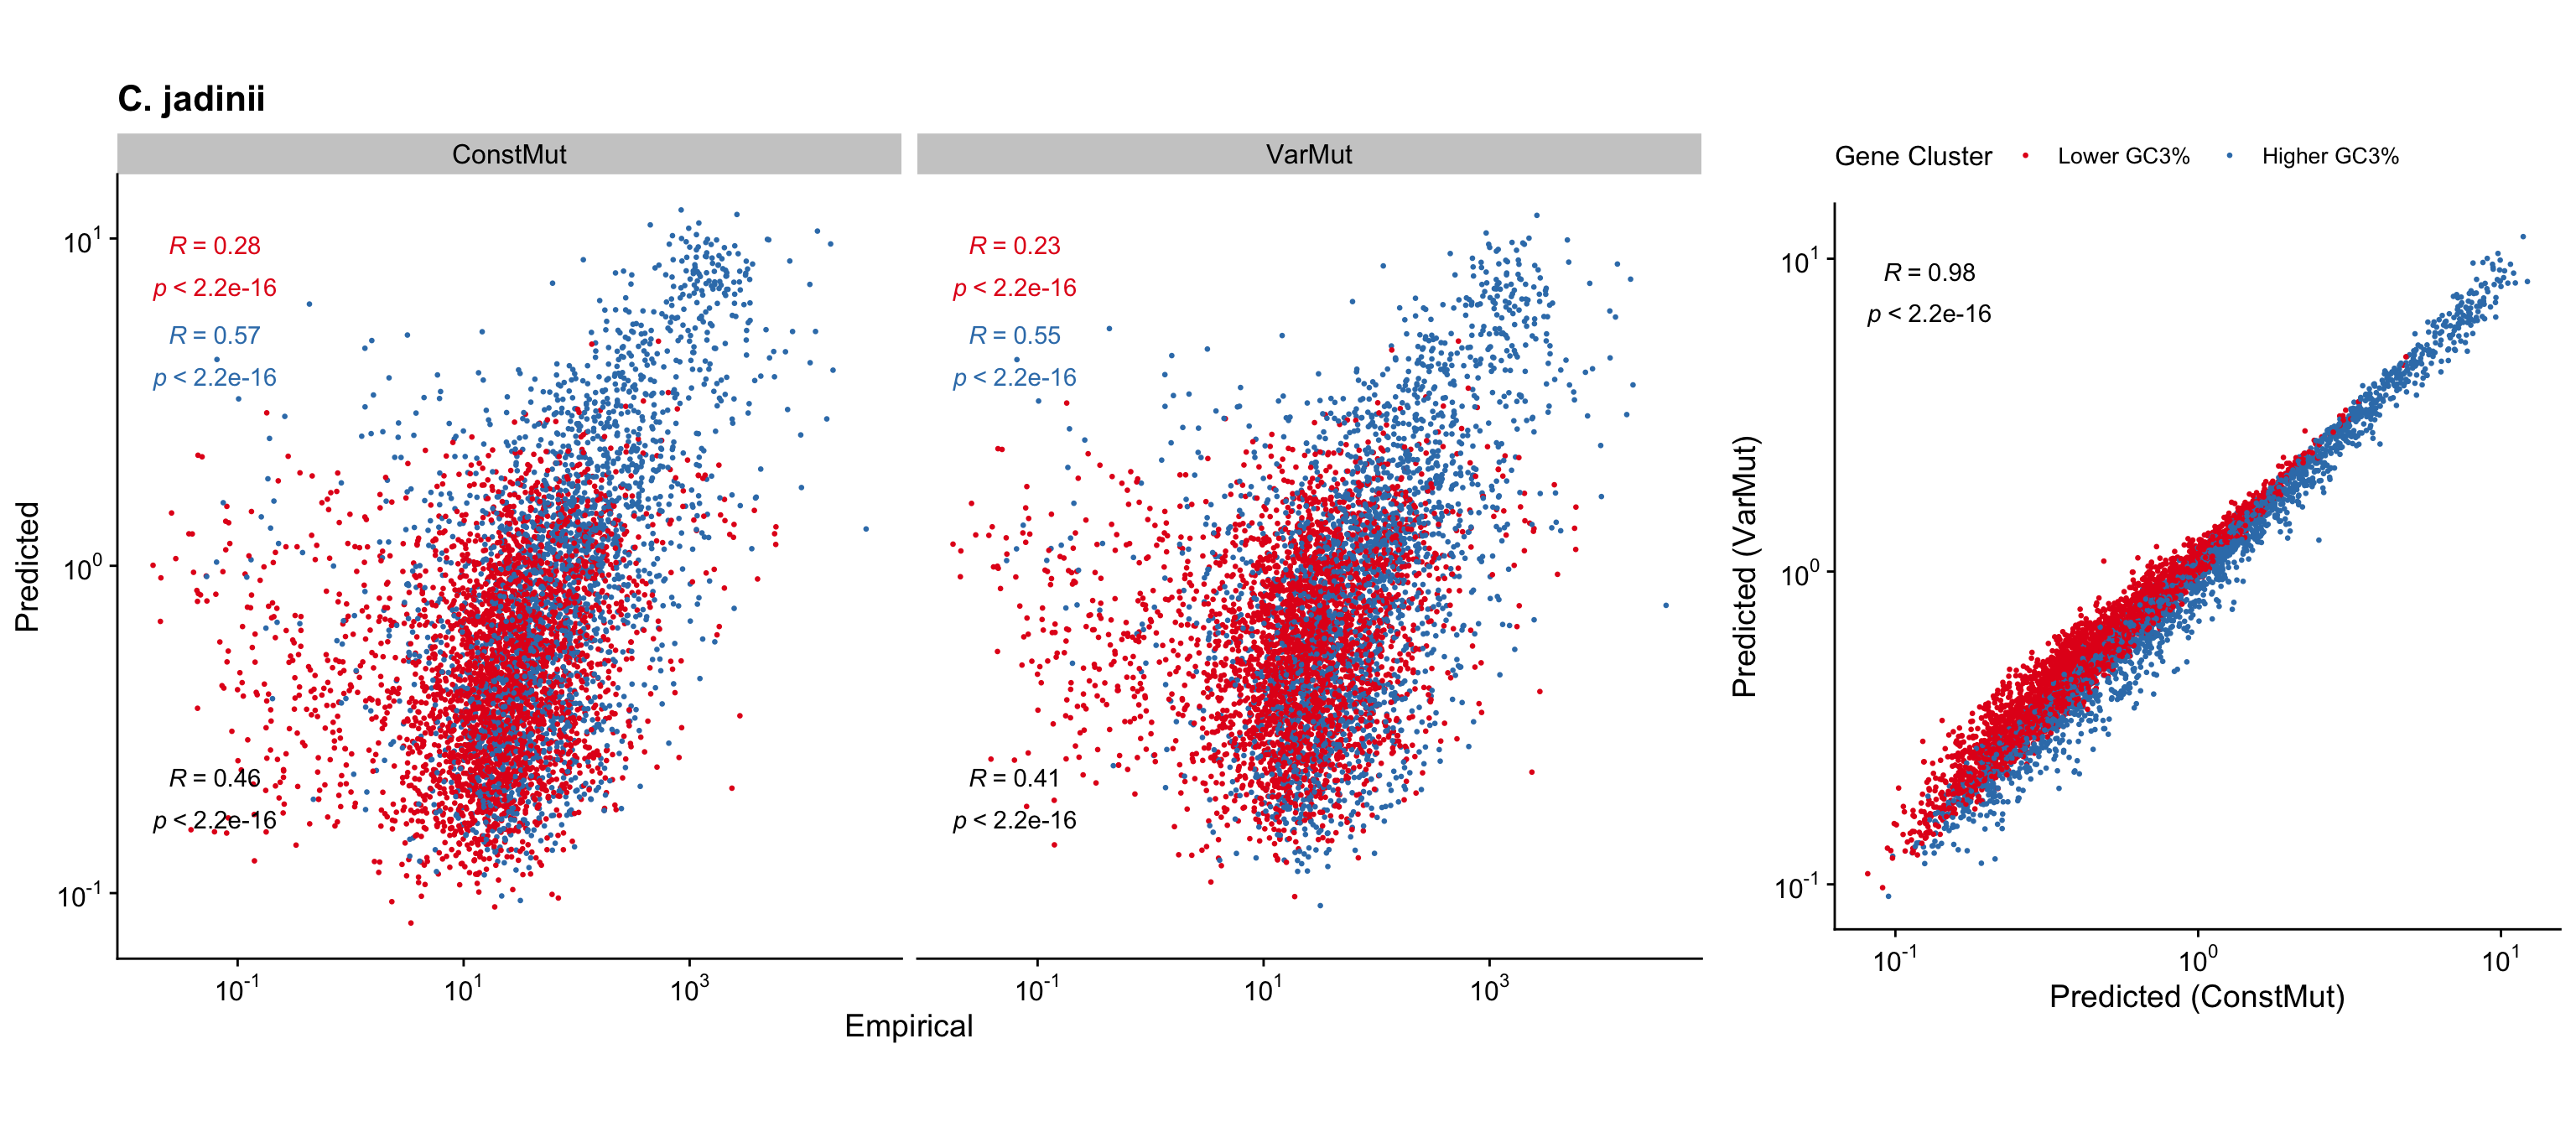 C. jadinii
ConstMut
VarMut
Gene Cluster Lower GC3% Higher GC3%
R = 0.28
p < 2.2e-16
R = 0.57
p < 2.2e-16
R = 0.46
p < 2.2e-16
R = 0.23
p < 2.2e-16
R = 0.55
p < 2.2e-16
R = 0.41
p < 2.2e-16
R = 0.98
p < 2.2e-16
Predicted
10^1
10^0
10^-1
10^-1 10^1 10^3
10^-1 10^1 10^3
Empirical
Predicted (VarMut)
10^1
10^0
10^-1
10^-1 10^0 10^1
Predicted (ConstMut)